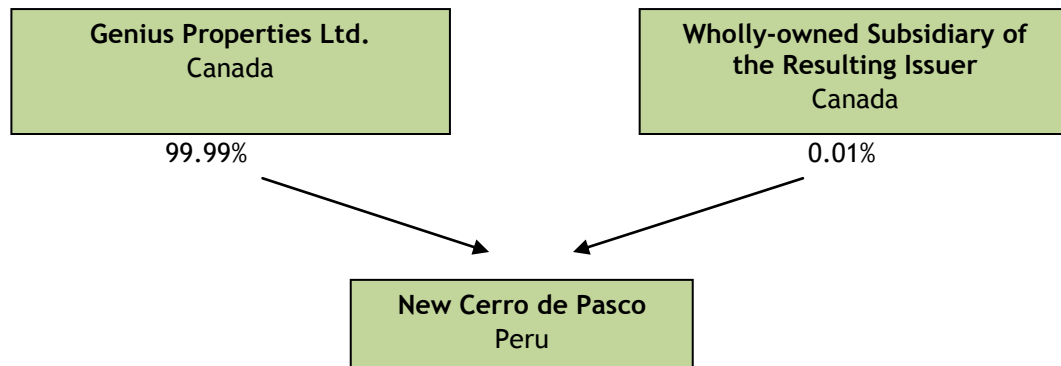 Genius Properties Ltd.
Canada
Wholly-owned Subsidiary of
the Resulting Issuer
Canada
99.99%
0.01%
New Cerro de Pasco
Peru